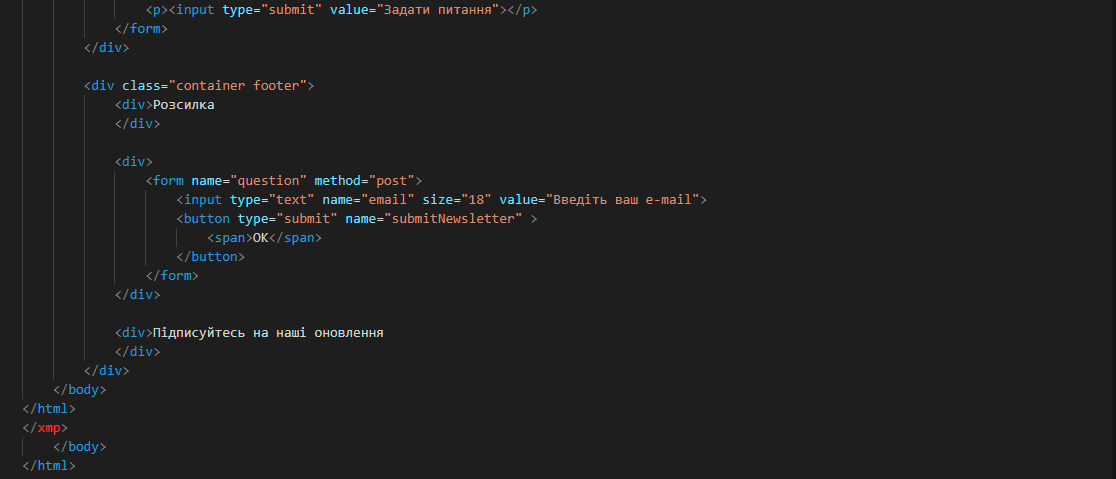 <p><input type="submit" value="Задати питання"></p>
</form>
</div>
<div class="container footer">
<div>Розсилка
</div>
<div>
<form name="question" method="post">
<input type="text" name="email" size="18" value="Введіть ваш e-mail">
<button type="submit" name="submitNewsletter" >
<span>OK</span>
</button>
</form>
</div>
<div>Підписуйтесь на наші оновлення
</div>
</div>
</body>
</html>
</xmp>
</body>
</html>